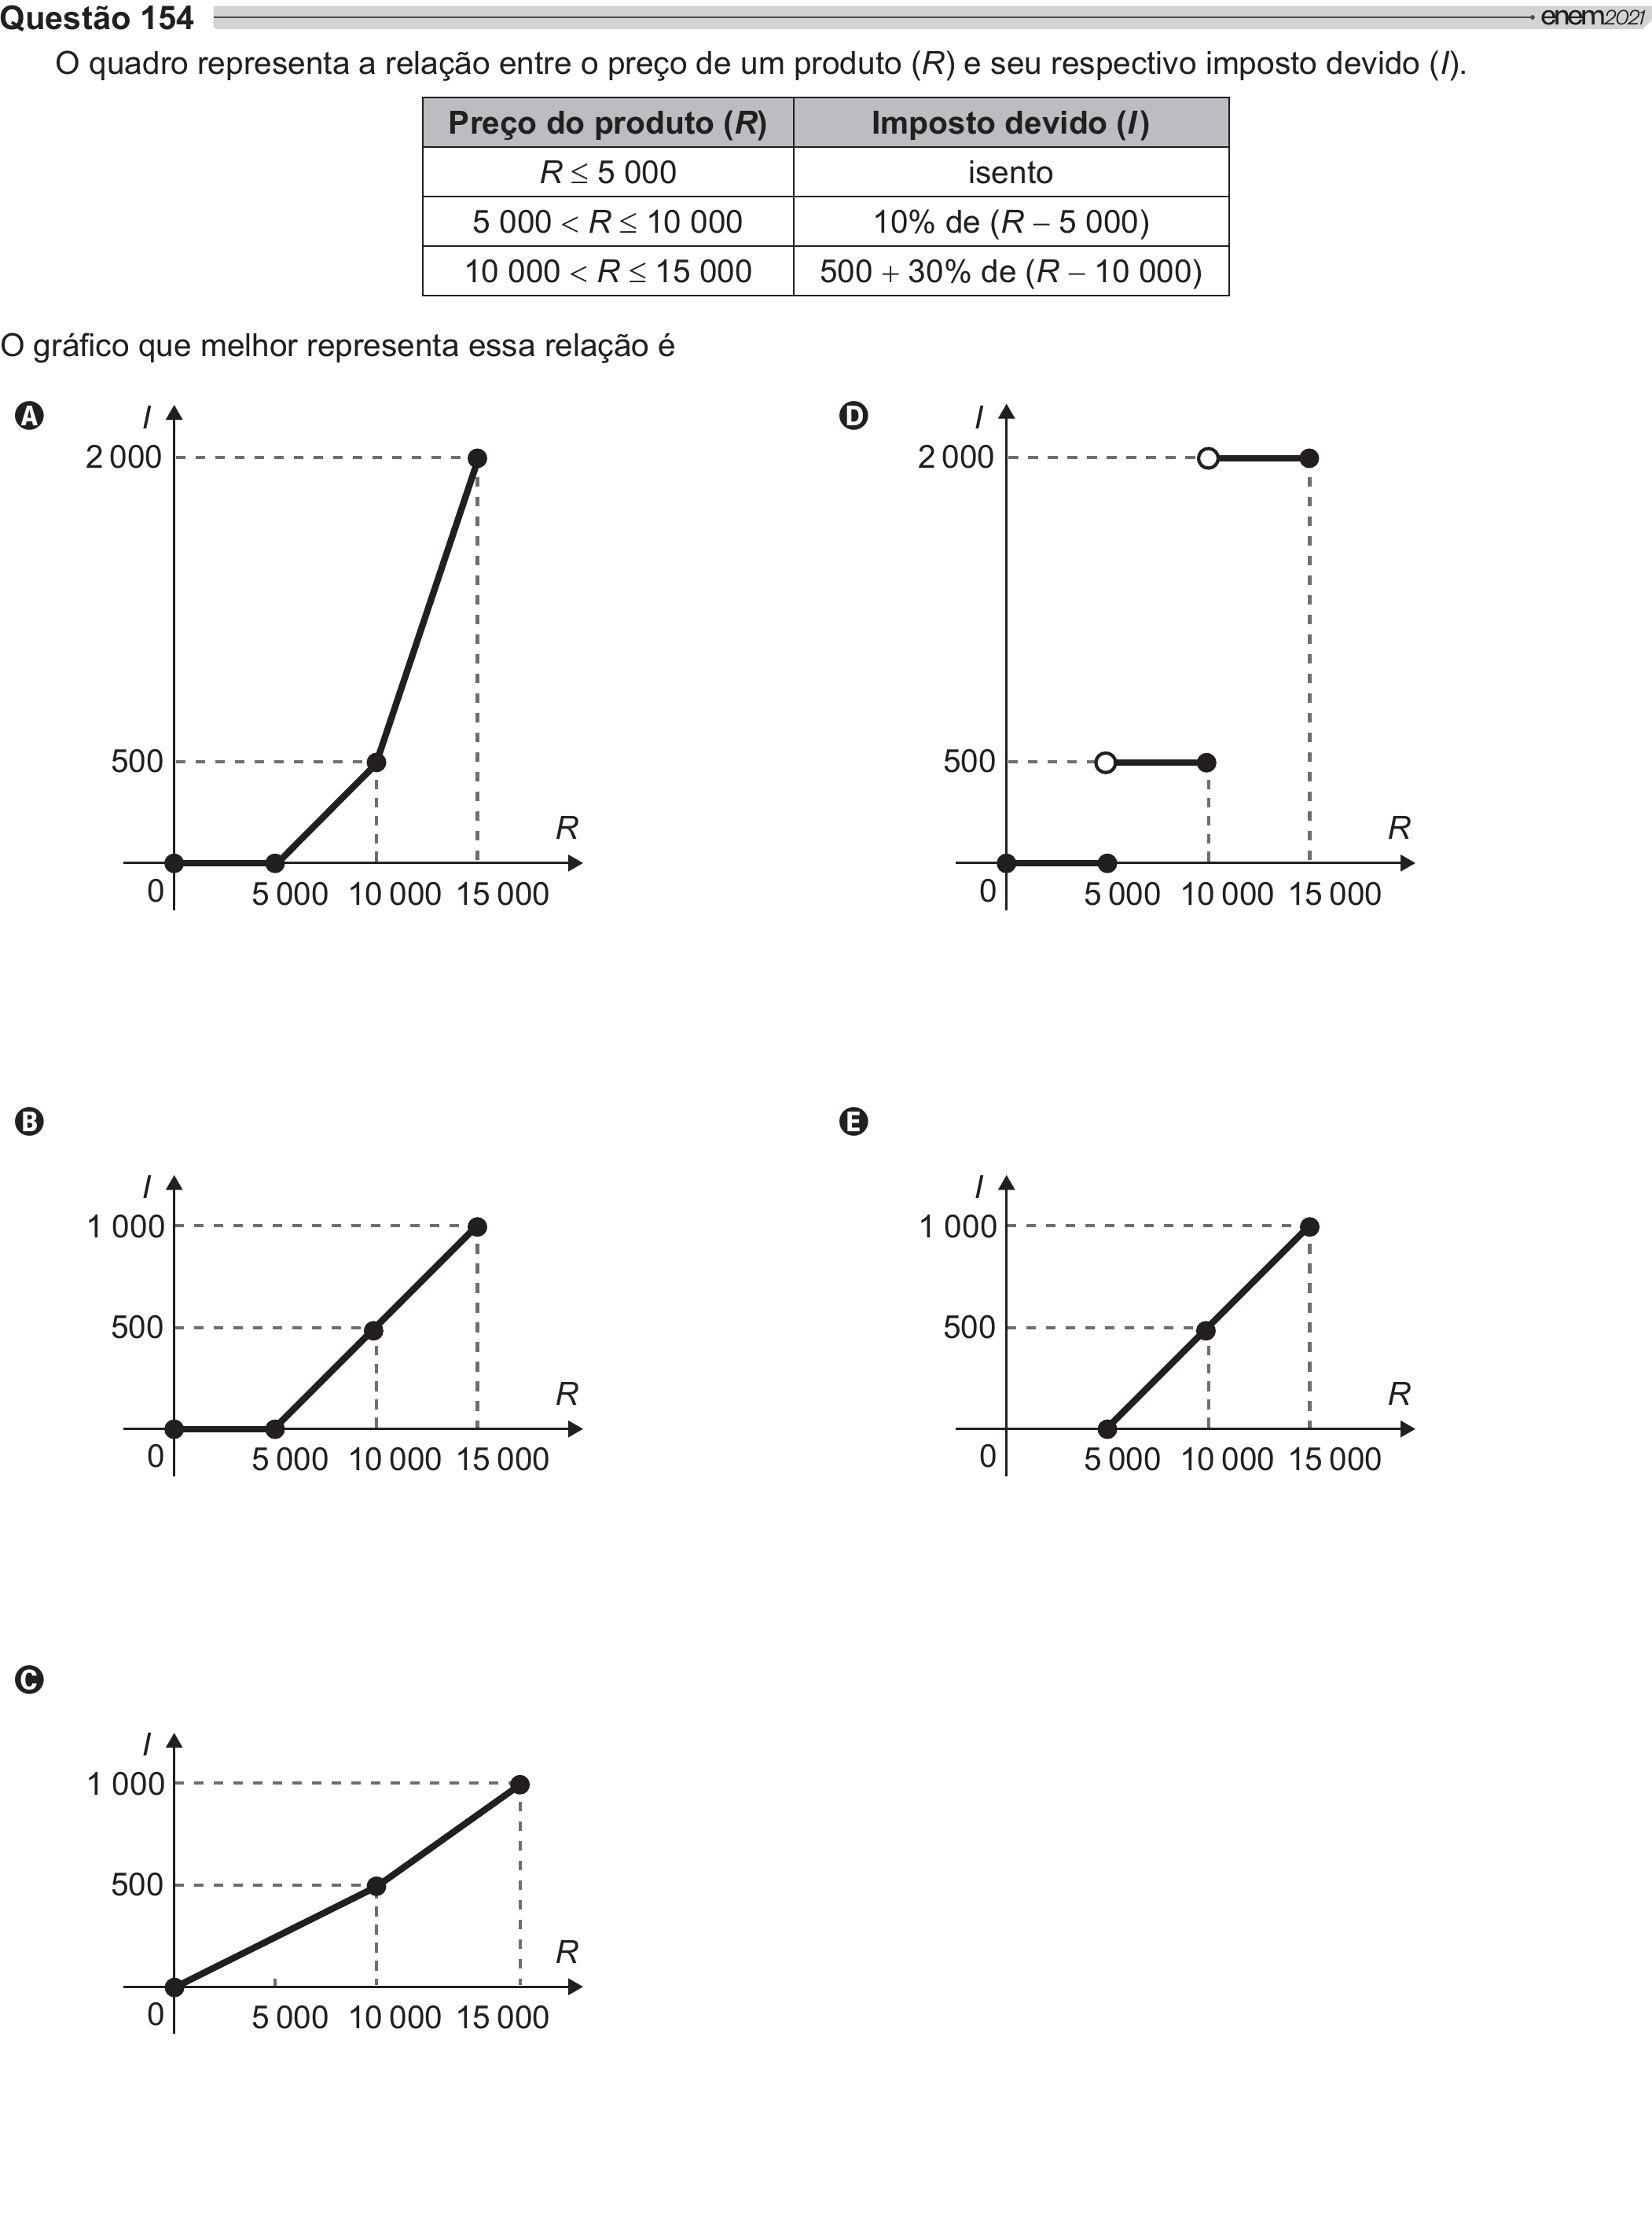 Questão 154
enem2021
O quadro representa a relação entre o preço de um produto (R) e seu respectivo imposto devido (I).
Preço do produto (R) Imposto devido (I)
R ≤ 5 000 isento
5 000 < R ≤ 10 000 10% de (R – 5 000)
10 000 < R ≤ 15 000 500 + 30% de (R – 10 000)
O gráfico que melhor representa essa relação é
A
I
2 000
500
R
0 5 000 10 000 15 000
D
I
2 000
500
R
0 5 000 10 000 15 000
B
I
1 000
500
R
0 5 000 10 000 15 000
E
I
1 000
500
R
0 5 000 10 000 15 000
C
I
1 000
500
R
0 5 000 10 000 15 000